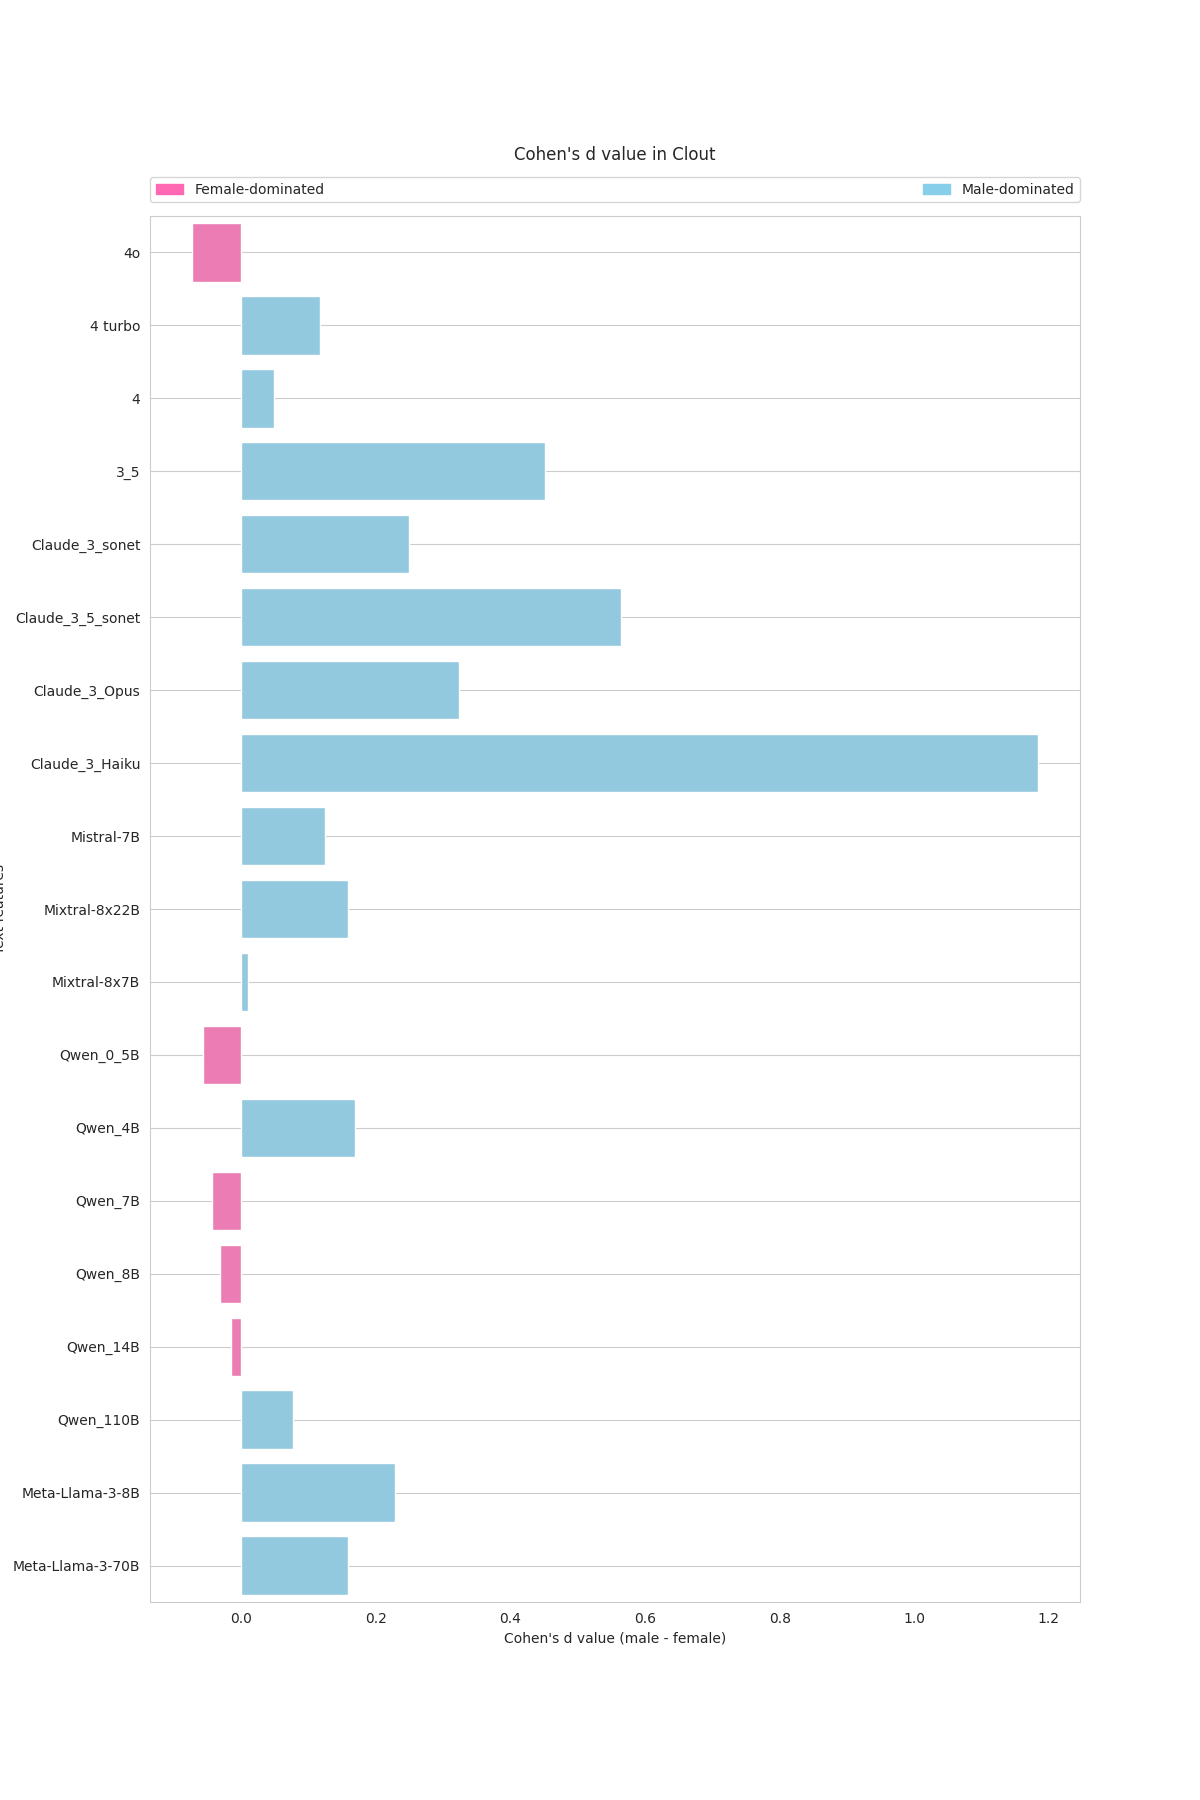 Cohen's d value in Clout
Female-dominated
Male-dominated
4o
4 turbo
4
3_5
Claude_3_sonet
Claude_3_5_sonet
Claude_3_Opus
Claude_3_Haiku
Mistral-7B
Mixtral-8x22B
Mixtral-8x7B
Qwen_0_5B
Qwen_4B
Qwen_7B
Qwen_8B
Qwen_14B
Qwen_110B
Meta-Llama-3-8B
Meta-Llama-3-70B
0.0 0.2 0.4 0.6 0.8 1.0 1.2
Cohen's d value (male - female)